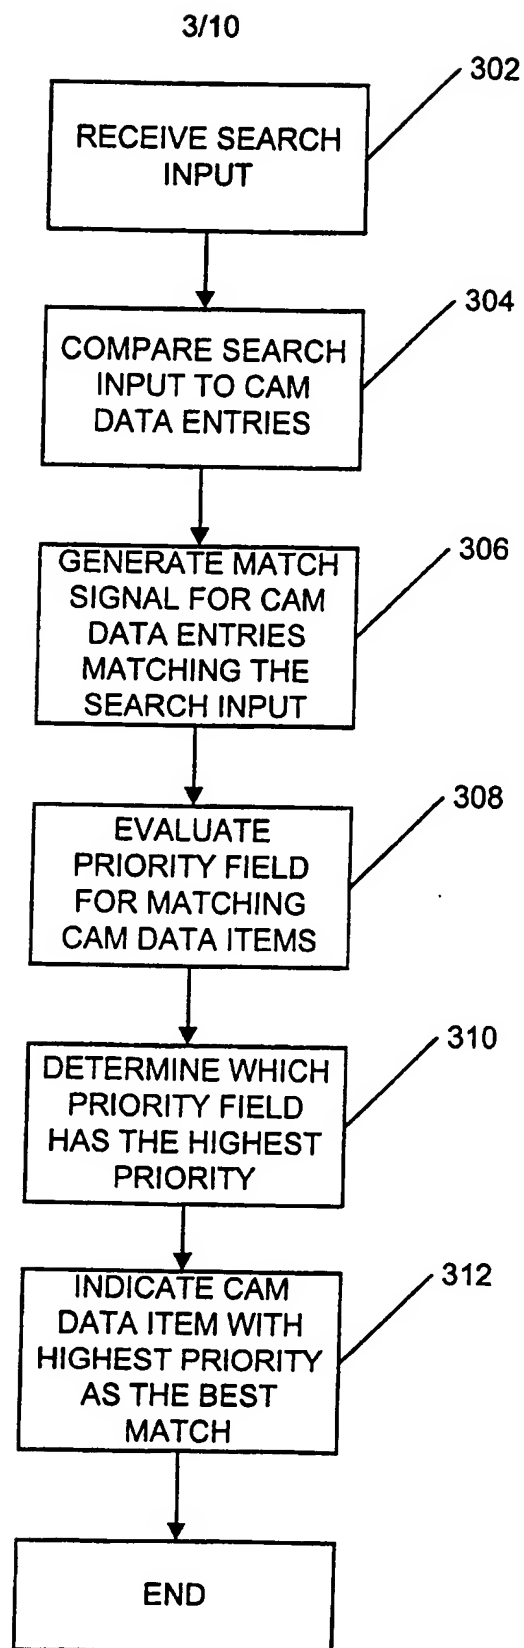 3/10
302
RECEIVE SEARCH
INPUT
304
COMPARE SEARCH
INPUT TO CAM
DATA ENTRIES
306
GENERATE MATCH
SIGNAL FOR CAM
DATA ENTRIES
MATCHING THE
SEARCH INPUT
308
EVALUATE
PRIORITY FIELD
FOR MATCHING
CAM DATA ITEMS
310
DETERMINE WHICH
PRIORITY FIELD
HAS THE HIGHEST
PRIORITY
312
INDICATE CAM
DATA ITEM WITH
HIGHEST PRIORITY
AS THE BEST
MATCH
END